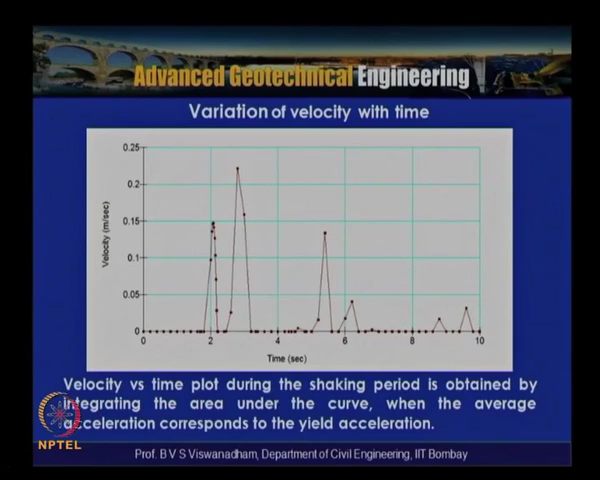 Advanced Geotechnical Engineering
Variation of velocity with time
0.25
0.2
0.15
0.1
0.05
0
Velocity (m/sec)
0 2 4 6 8 10
Time (sec)
Velocity vs time plot during the shaking period is obtained by
integrating the area under the curve, when the average
acceleration corresponds to the yield acceleration.
NPTEL
Prof. B V S Viswanadham, Department of Civil Engineering, IIT Bombay